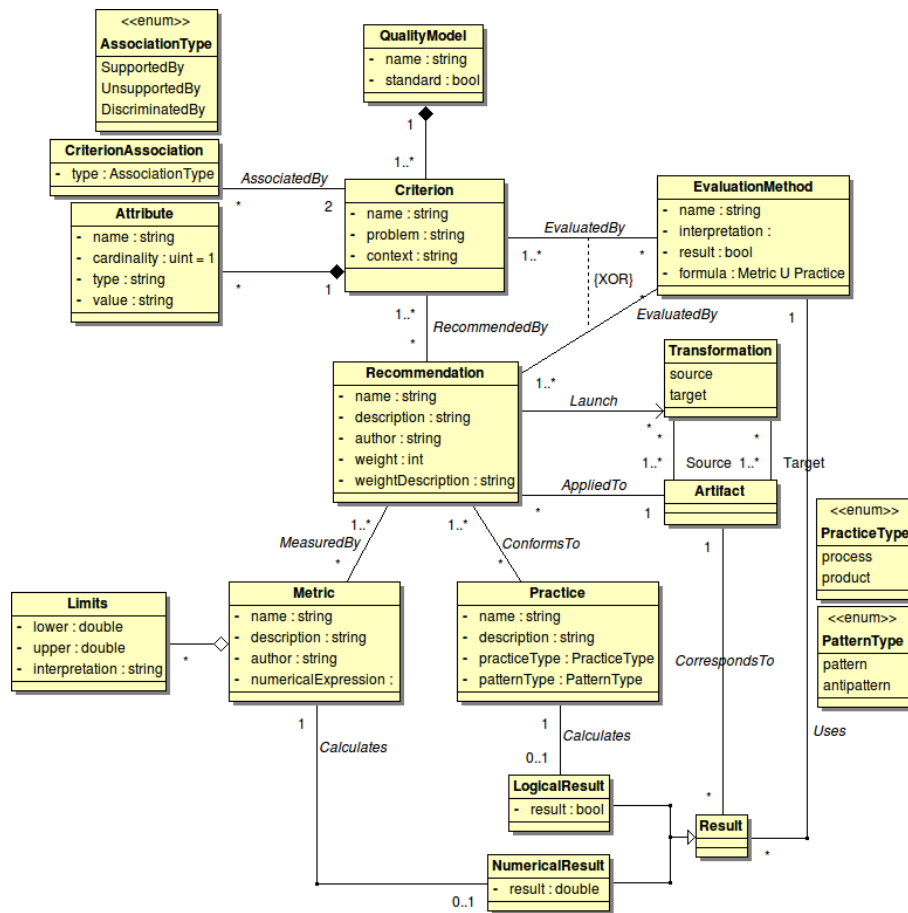 <<enum>>
AssociationType
SupportedBy
UnsupportedBy
DiscriminatedBy
QualityModel
- name : string
- standard : bool
1
1..*
CriterionAssociation
- type : AssociationType
AssociatedBy
*
2
Criterion
- name : string
- problem : string
- context : string
Attribute
- name : string
- cardinality : uint = 1
- type : string
- value : string
*
1
EvaluationMethod
- name : string
- interpretation :
- result : bool
- formula : Metric U Practice
EvaluatedBy
1..*
*
{XOR}
*
EvaluatedBy
1..*
1
1..*
RecommendedBy
*
Recommendation
- name : string
- description : string
- author : string
- weight : int
- weightDescription : string
Transformation
source
target
Launch
*
*
*
1..*
Source
1..*
Target
AppliedTo
*
1
Artifact
1
1..*
MeasuredBy
*
1..*
ConformsTo
*
<<enum>>
PracticeType
process
product
<<enum>>
PatternType
pattern
antipattern
Limits
- lower : double
- upper : double
- interpretation : string
*
Metric
- name : string
- description : string
- author : string
- numericalExpression :
Practice
- name : string
- description : string
- practiceType : PracticeType
- patternType : PatternType
CorrespondsTo
Uses
1
Calculates
1
Calculates
0..1
LogicalResult
- result : bool
*
Result
*
NumericalResult
- result : double
0..1